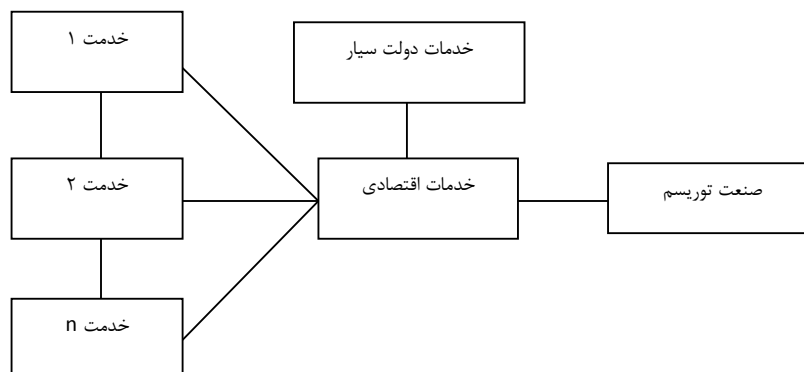 خدمت ۱
خدمات دولت سیار
خدمت ۲
خدمات اقتصادی
صنعت توریسم
خدمت n